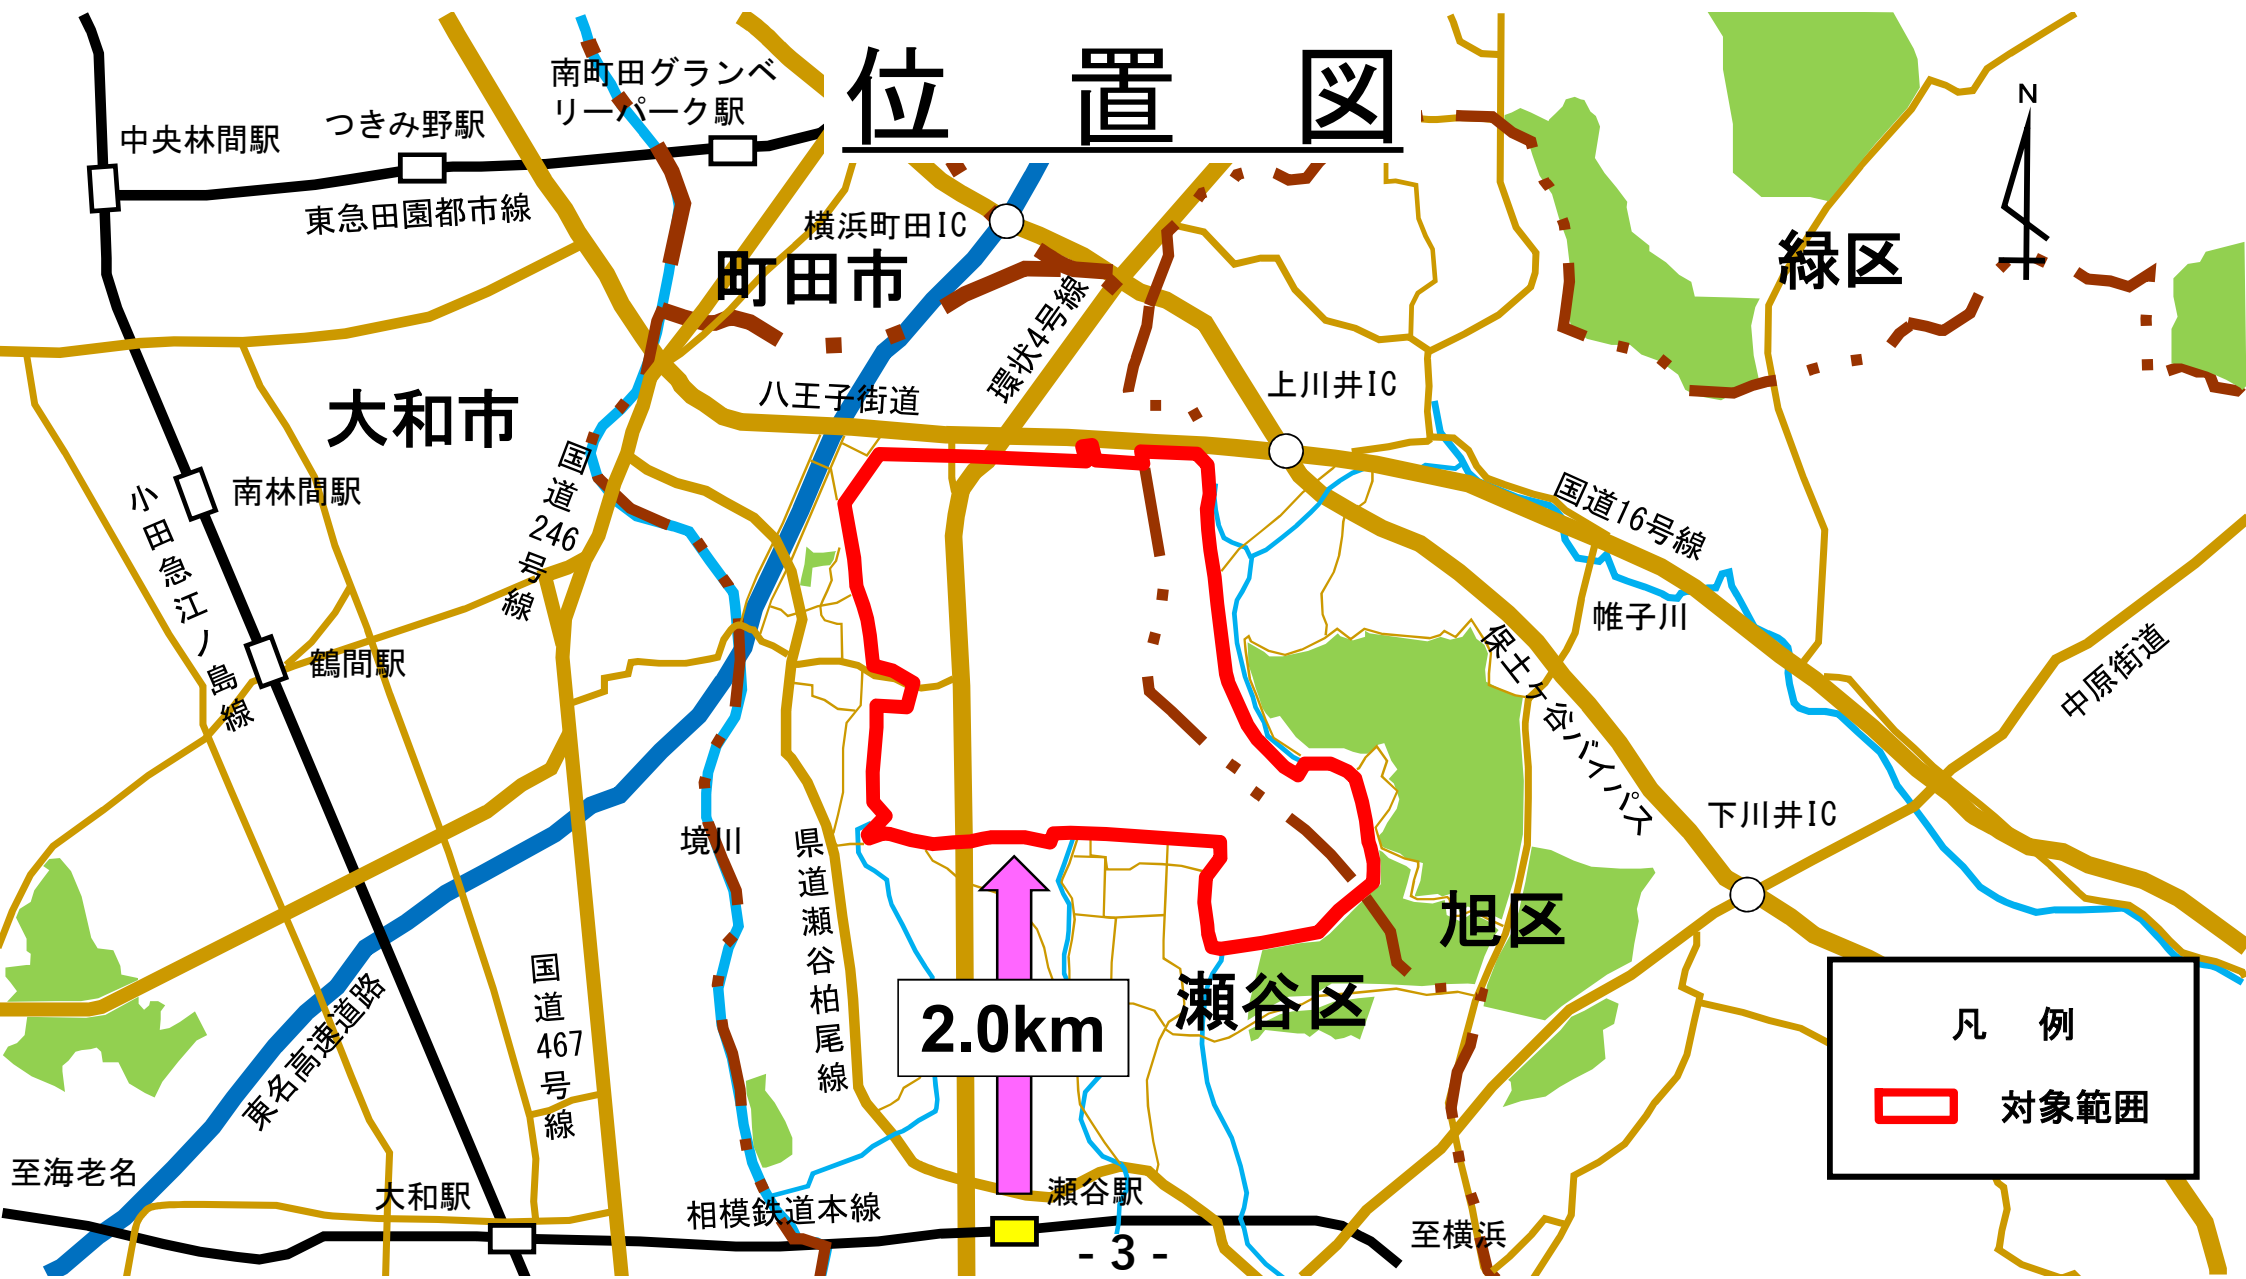 位　置　図
南町田グランベ
リーパーク駅
つきみ野駅
中央林間駅
東急田園都市線
横浜町田IC
町田市
環状4号線
緑区
N
八王子街道
上川井IC
大和市
国道246号線
南林間駅
小田急江ノ島線
国道16号線
帷子川
保土ヶ谷バイパス
中原街道
鶴間駅
境川
県道瀬谷柏尾線
下川井IC
旭区
瀬谷区
2.0km
国道467号線
東名高速道路
凡　例
対象範囲
至海老名
大和駅
相模鉄道本線
瀬谷駅
至横浜
- 3 -